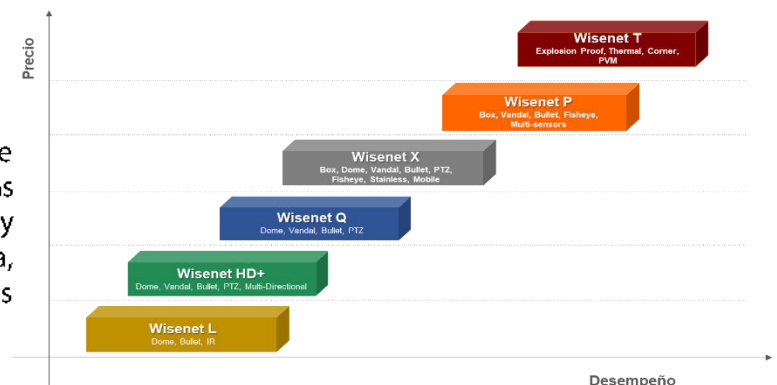 Precio
Wisenet T
Explosion Proof, Thermal, Corner,
PVM
Wisenet P
Box, Vandal, Bullet, Fisheye,
Multi-sensors
Wisenet X
Box, Dome, Vandal, Bullet, PTZ,
Fisheye, Stainless, Mobile
Wisenet Q
Dome, Vandal, Bullet, PTZ
Wisenet HD+
Dome, Vandal, Bullet, PTZ, Multi-Directional
Wisenet L
Dome, Bullet, IR
Desempeño
y